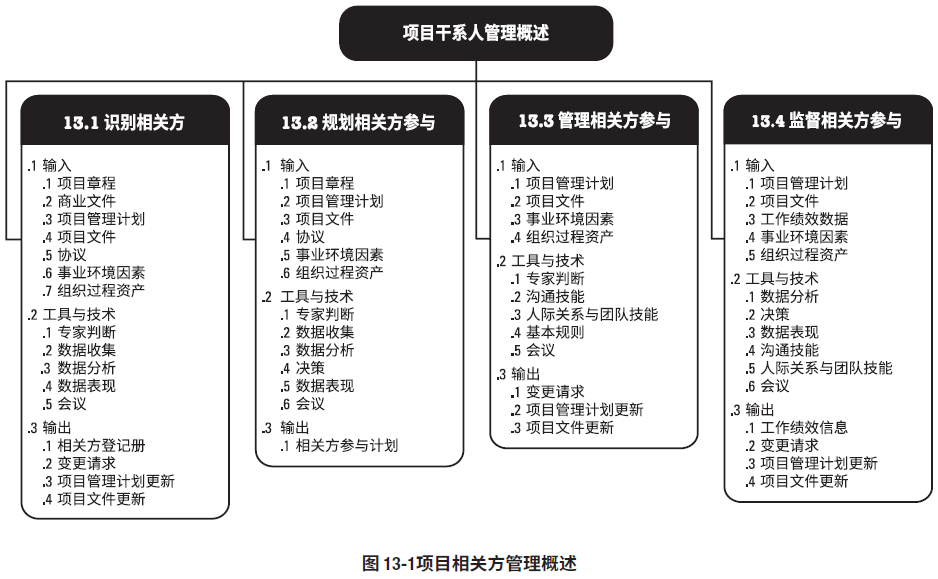 项目干系人管理概述
13.1 识别相关方
.1 输入
.1 项目章程
.2 商业文件
.3 项目管理计划
.4 项目文件
.5 协议
.6 事业环境因素
.7 组织过程资产
.2 工具与技术
.1 专家判断
.2 数据收集
.3 数据分析
.4 数据表现
.5 会议
.3 输出
.1 相关方登记册
.2 变更请求
.3 项目管理计划更新
.4 项目文件更新
13.2 规划相关方参与
.1 输入
.1 项目章程
.2 项目管理计划
.3 项目文件
.4 协议
.5 事业环境因素
.6 组织过程资产
.2 工具与技术
.1 专家判断
.2 数据收集
.3 数据分析
.4 决策
.5 数据表现
.6 会议
.3 输出
.1 相关方参与计划
13.3 管理相关方参与
.1 输入
.1 项目管理计划
.2 项目文件
.3 事业环境因素
.4 组织过程资产
.2 工具与技术
.1 专家判断
.2 沟通技能
.3 人际关系与团队技能
.4 基本规则
.5 会议
.3 输出
.1 变更请求
.2 项目管理计划更新
.3 项目文件更新
13.4 监督相关方参与
.1 输入
.1 项目管理计划
.2 项目文件
.3 工作绩效数据
.4 事业环境因素
.5 组织过程资产
.2 工具与技术
.1 数据分析
.2 决策
.3 数据表现
.4 沟通技能
.5 人际关系与团队技能
.6 会议
.3 输出
.1 工作绩效信息
.2 变更请求
.3 项目管理计划更新
.4 项目文件更新
图 13-1项目相关方管理概述